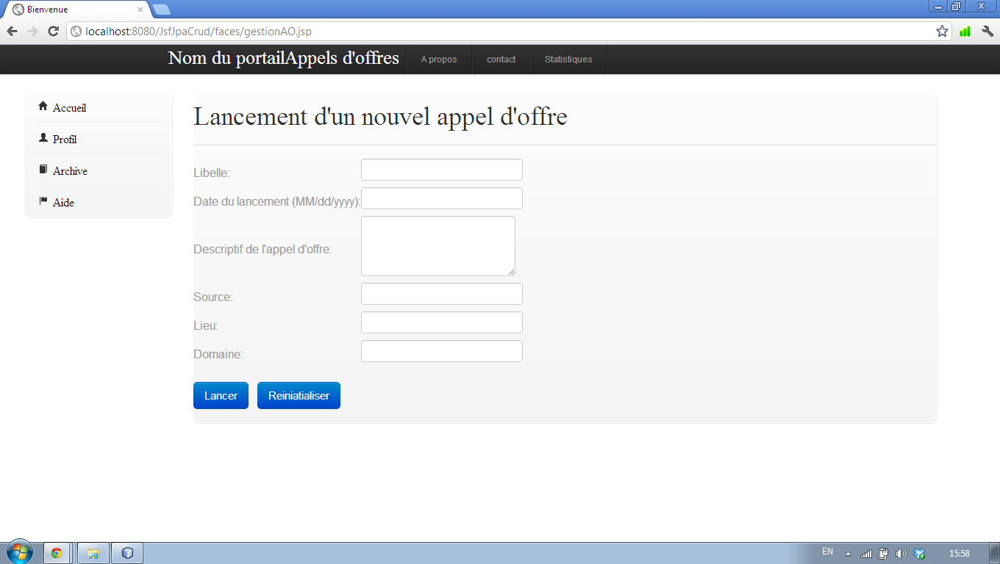 Bienvenue
localhost:8080/JsfJpaCrud/faces/gestionAO.jsp
Nom du portailAppels d'offres A propos contact Statistiques
Accueil
Profil
Archive
Aide
Lancement d'un nouvel appel d'offre
Libelle:
Date du lancement (MM/dd/yyyy):
Descriptif de l'appel d'offre:
Source:
Lieu:
Domaine:
Lancer Reiniatialiser
EN 15:58